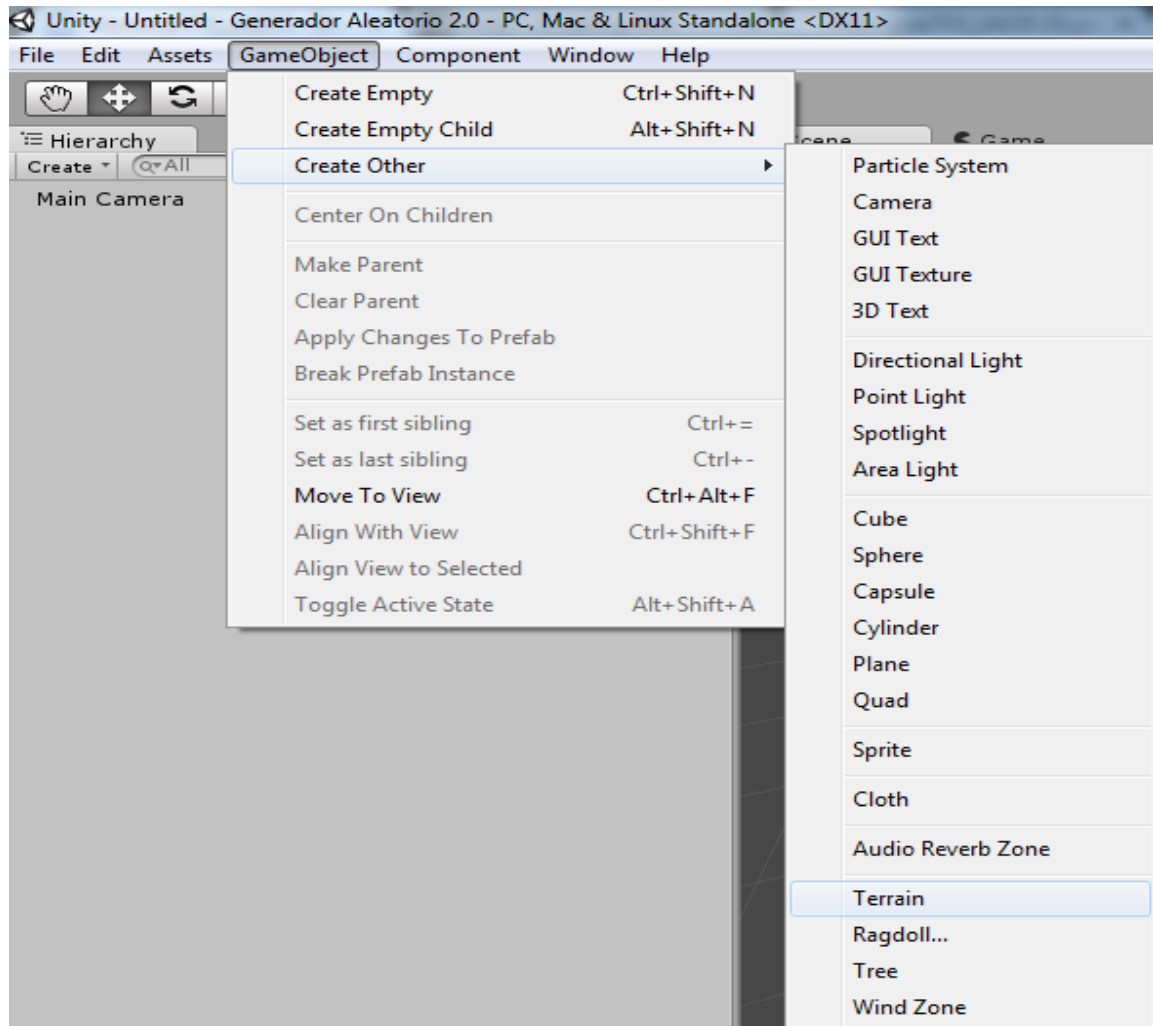 Unity - Untitled - Generador Aleatorio 2.0 - PC, Mac & Linux Standalone <DX11>
File Edit Assets GameObject Component Window Help
Create Empty Ctrl+Shift+N
Create Empty Child Alt+Shift+N
Create Other
Center On Children
Make Parent
Clear Parent
Apply Changes To Prefab
Break Prefab Instance
Set as first sibling Ctrl+=
Set as last sibling Ctrl+-
Move To View Ctrl+Alt+F
Align With View Ctrl+Shift+F
Align View to Selected
Toggle Active State Alt+Shift+A
Hierarchy
Create All
Main Camera
Scene Game
Particle System
Camera
GUI Text
GUI Texture
3D Text
Directional Light
Point Light
Spotlight
Area Light
Cube
Sphere
Capsule
Cylinder
Plane
Quad
Sprite
Cloth
Audio Reverb Zone
Terrain
Ragdoll...
Tree
Wind Zone